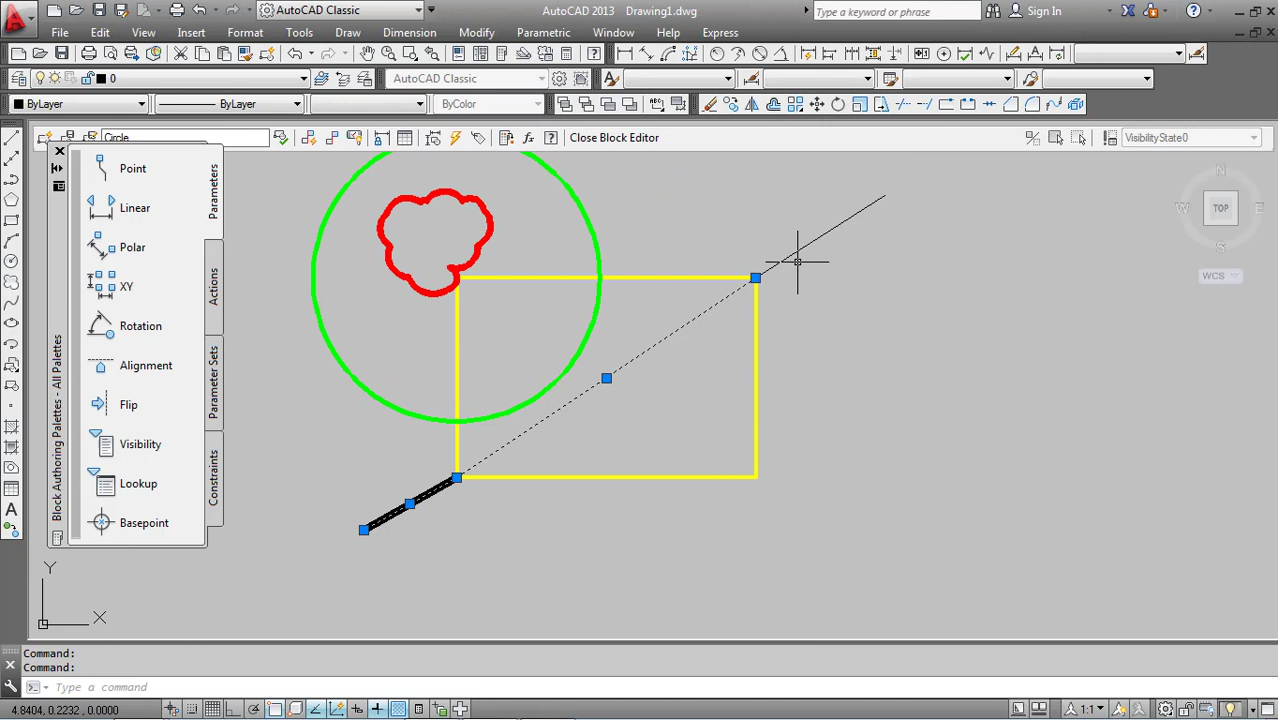 AutoCAD Classic
AutoCAD 2013 Drawing1.dwg
Type a keyword or phrase
Sign In
File Edit View Insert Format Tools Draw Dimension Modify Parametric Window Help Express
0
AutoCAD Classic
ByLayer
ByLayer
ByColor
Circle
fx
Close Block Editor
VisibilityState0
Point
Linear
Polar
XY
Rotation
Alignment
Flip
Visibility
Lookup
Basepoint
Parameters
Actions
Parameter Sets
Constraints
Block Authoring Palettes - All Palettes
N
W
TOP
E
S
WCS
Y
X
Command:
Command:
Type a command
4.8404, 0.2232, 0.0000
1:1